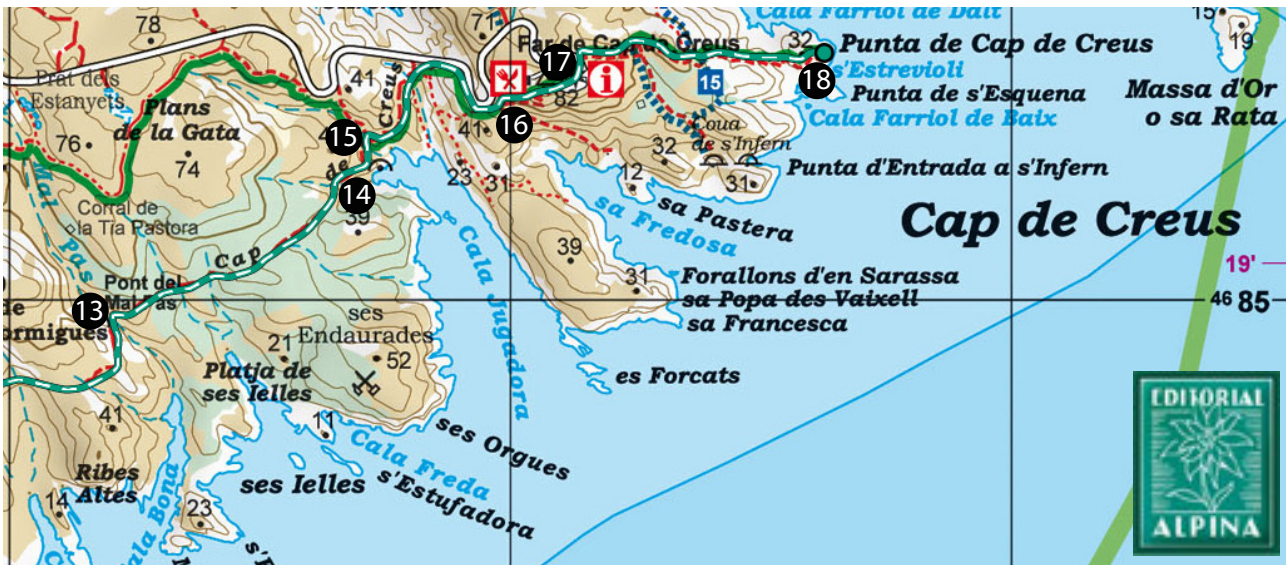 Cala Farriol de Dalt
78
71
15
19
Far de Cap de Creus
17
32
Punta de Cap de Creus
18
s'Estrevioli
Prat dels
Estanyets
41
Creus
82
15
Punta de s'Esquena
Massa d'Or
o sa Rata
Plans
de la Gata
15
41
16
Cala Farriol de Baix
Coua
de s'Infern
76
74
de
14
23
31
12
32
31
Punta d'Entrada a s'Infern
Mal
Pas
Corral de
la Tia Pastora
39
sa Pastera
sa Fredosa
Cap de Creus
Cap
Cala Jugadora
39
31
19'
Forallons d'en Sarassa
sa Popa des Vaixell
sa Francesca
46 85
Pont del
13
ses
Endaurades
21
52
Platja de
ses Ielles
es Forcats
EDITORIAL
ALPINA
41
11
ses Orgues
Cala Freda
s'Estufadora
Ribes
Altes
ses Ielles
14
23
Cala Bona